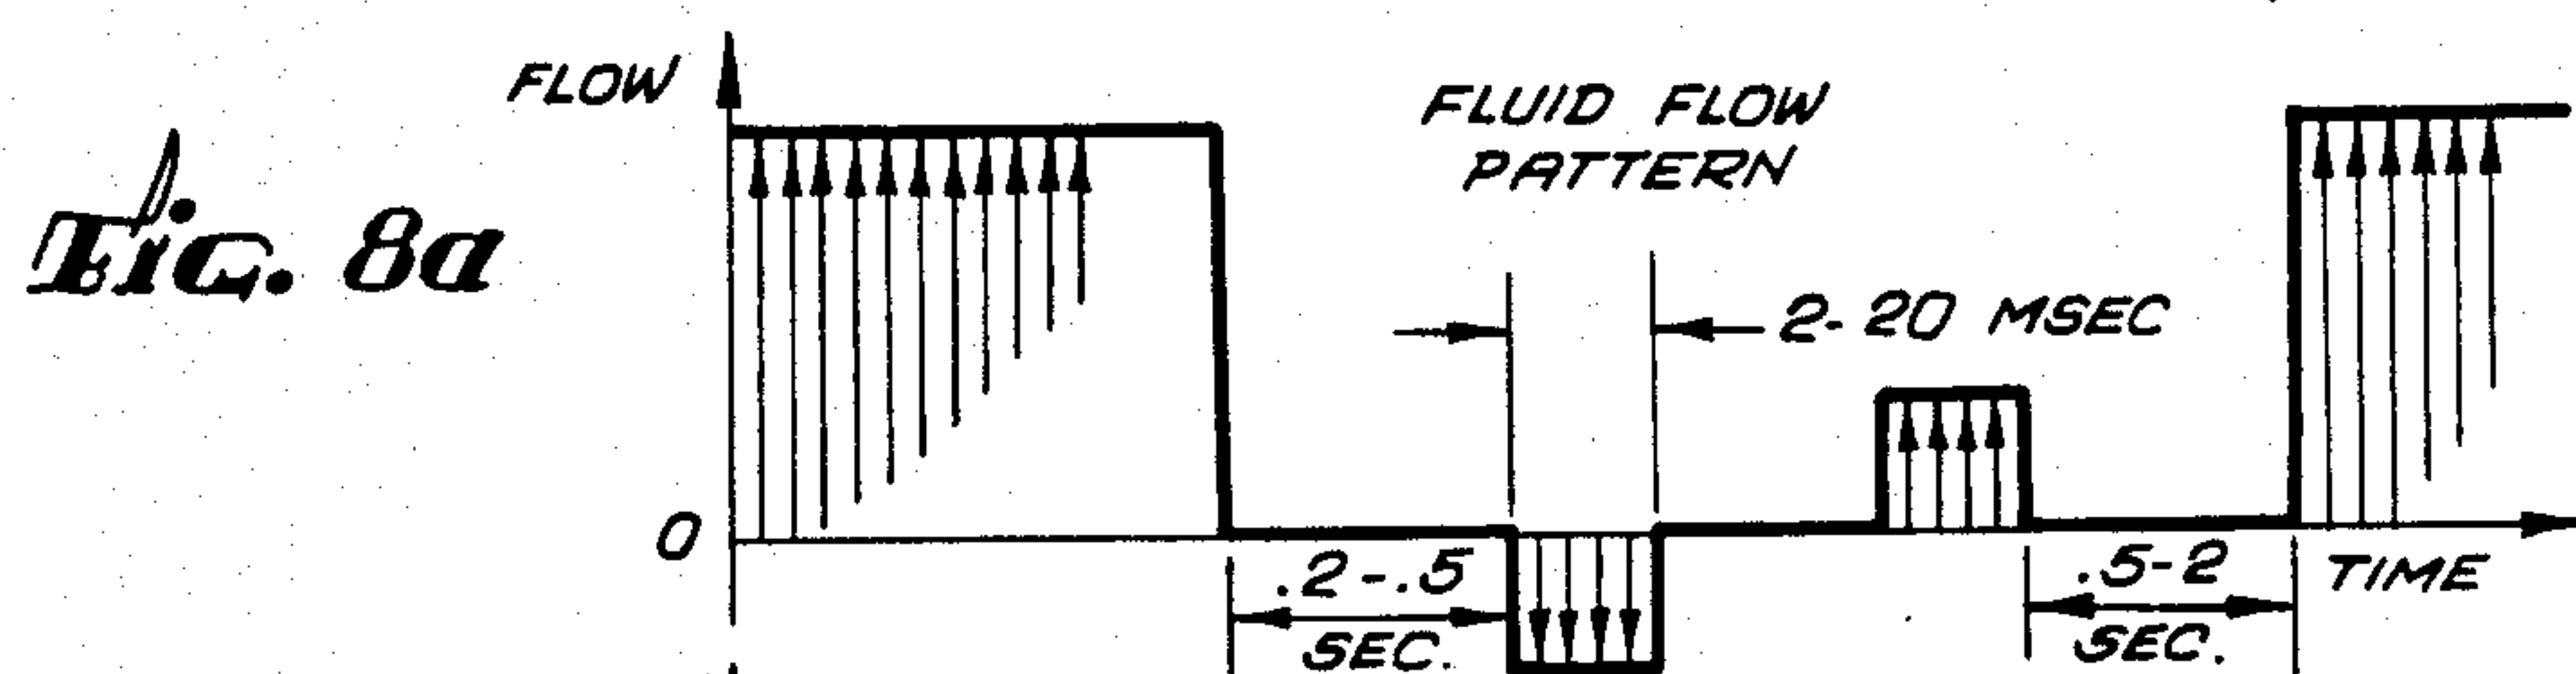 FLOW
FLUID FLOW
PATTERN
Fig. 8a
2-20 MSEC
0
.2-.5
SEC.
.5-2
SEC.
TIME